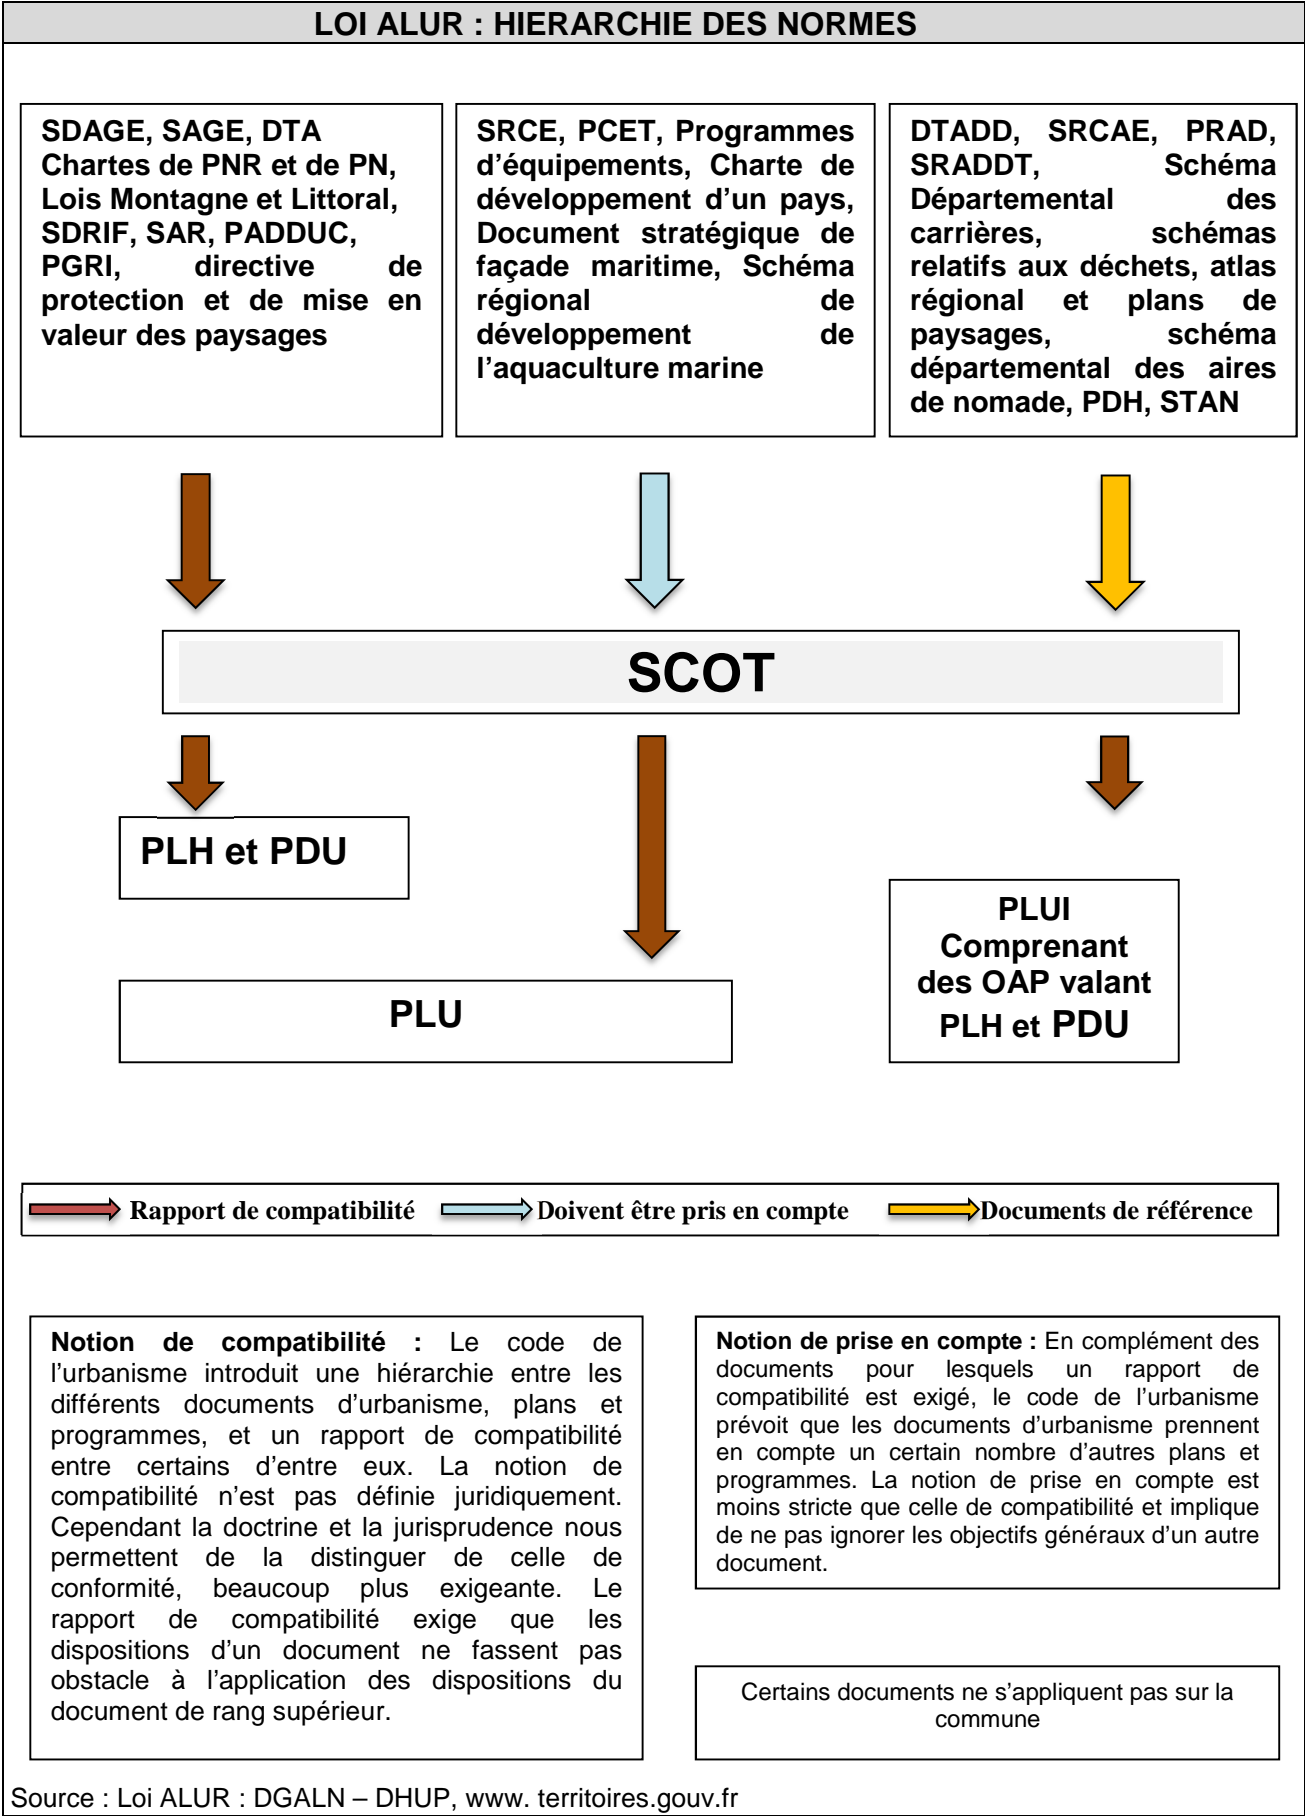 LOI ALUR : HIERARCHIE DES NORMES
SDAGE, SAGE, DTA
Chartes de PNR et de PN,
Lois Montagne et Littoral,
SDRIF, SAR, PADDUC,
PGRI, directive de
protection et de mise en
valeur des paysages
SRCE, PCET, Programmes
d’équipements, Charte de
développement d’un pays,
Document stratégique de
façade maritime, Schéma
régional de
développement de
l’aquaculture marine
DTADD, SRCAE, PRAD,
SRADDT, Schéma
Départemental des
carrières, schémas
relatifs aux déchets, atlas
régional et plans de
paysages, schéma
départemental des aires
de nomade, PDH, STAN
SCOT
PLH et PDU
PLU
PLUI
Comprenant
des OAP valant
PLH et PDU
Rapport de compatibilité
Doivent être pris en compte
Documents de référence
Notion de compatibilité : Le code de
l’urbanisme introduit une hiérarchie entre les
différents documents d’urbanisme, plans et
programmes, et un rapport de compatibilité
entre certains d’entre eux. La notion de
compatibilité n’est pas définie juridiquement.
Cependant la doctrine et la jurisprudence nous
permettent de la distinguer de celle de
conformité, beaucoup plus exigeante. Le
rapport de compatibilité exige que les
dispositions d’un document ne fassent pas
obstacle à l’application des dispositions du
document de rang supérieur.
Notion de prise en compte : En complément des
documents pour lesquels un rapport de
compatibilité est exigé, le code de l’urbanisme
prévoit que les documents d’urbanisme prennent
en compte un certain nombre d’autres plans et
programmes. La notion de prise en compte est
moins stricte que celle de compatibilité et implique
de ne pas ignorer les objectifs généraux d’un autre
document.
Certains documents ne s’appliquent pas sur la
commune
Source : Loi ALUR : DGALN – DHUP, www. territoires.gouv.fr